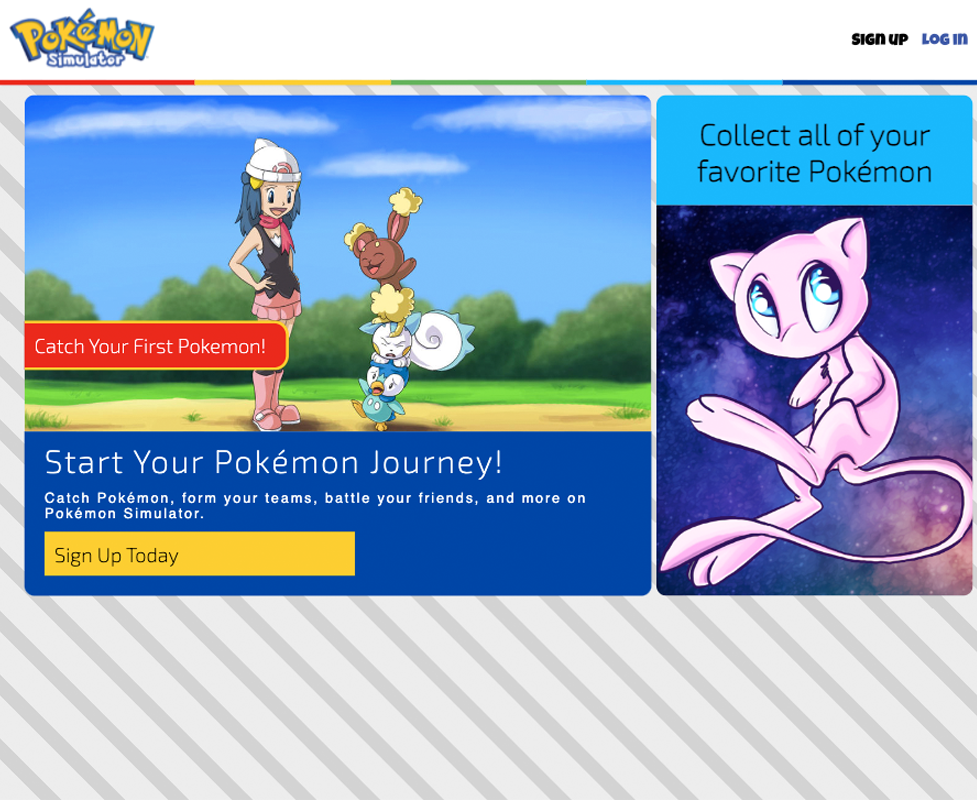 POKéMON
Simulator
SIGN UP LOG IN
Collect all of your
favorite Pokémon
Catch Your First Pokemon!
Start Your Pokémon Journey!
Catch Pokémon, form your teams, battle your friends, and more on
Pokémon Simulator.
Sign Up Today